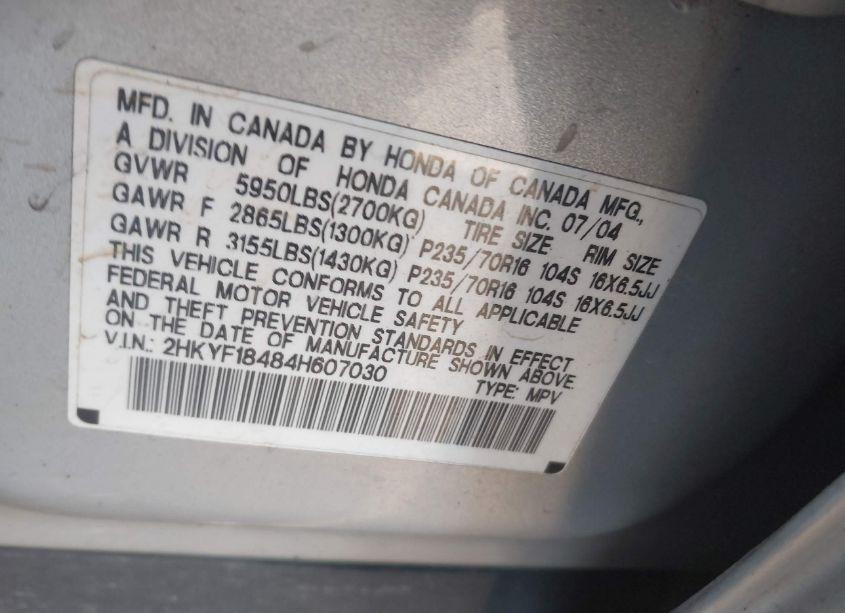 MFD. IN CANADA BY HONDA OF CANADA MFG.,
A DIVISION OF HONDA CANADA INC. 07/04
GVWR 5950LBS(2700KG) TIRE SIZE RIM SIZE
GAWR F 2865LBS(1300KG) P235/70R16 104S 16X6.5JJ
GAWR R 3155LBS(1430KG) P235/70R16 104S 16X6.5JJ
THIS VEHICLE CONFORMS TO ALL APPLICABLE
FEDERAL MOTOR VEHICLE SAFETY
AND THEFT PREVENTION STANDARDS IN EFFECT
ON THE DATE OF MANUFACTURE SHOWN ABOVE.
V.I.N.: 2HKYF18484H607030 TYPE: MPV